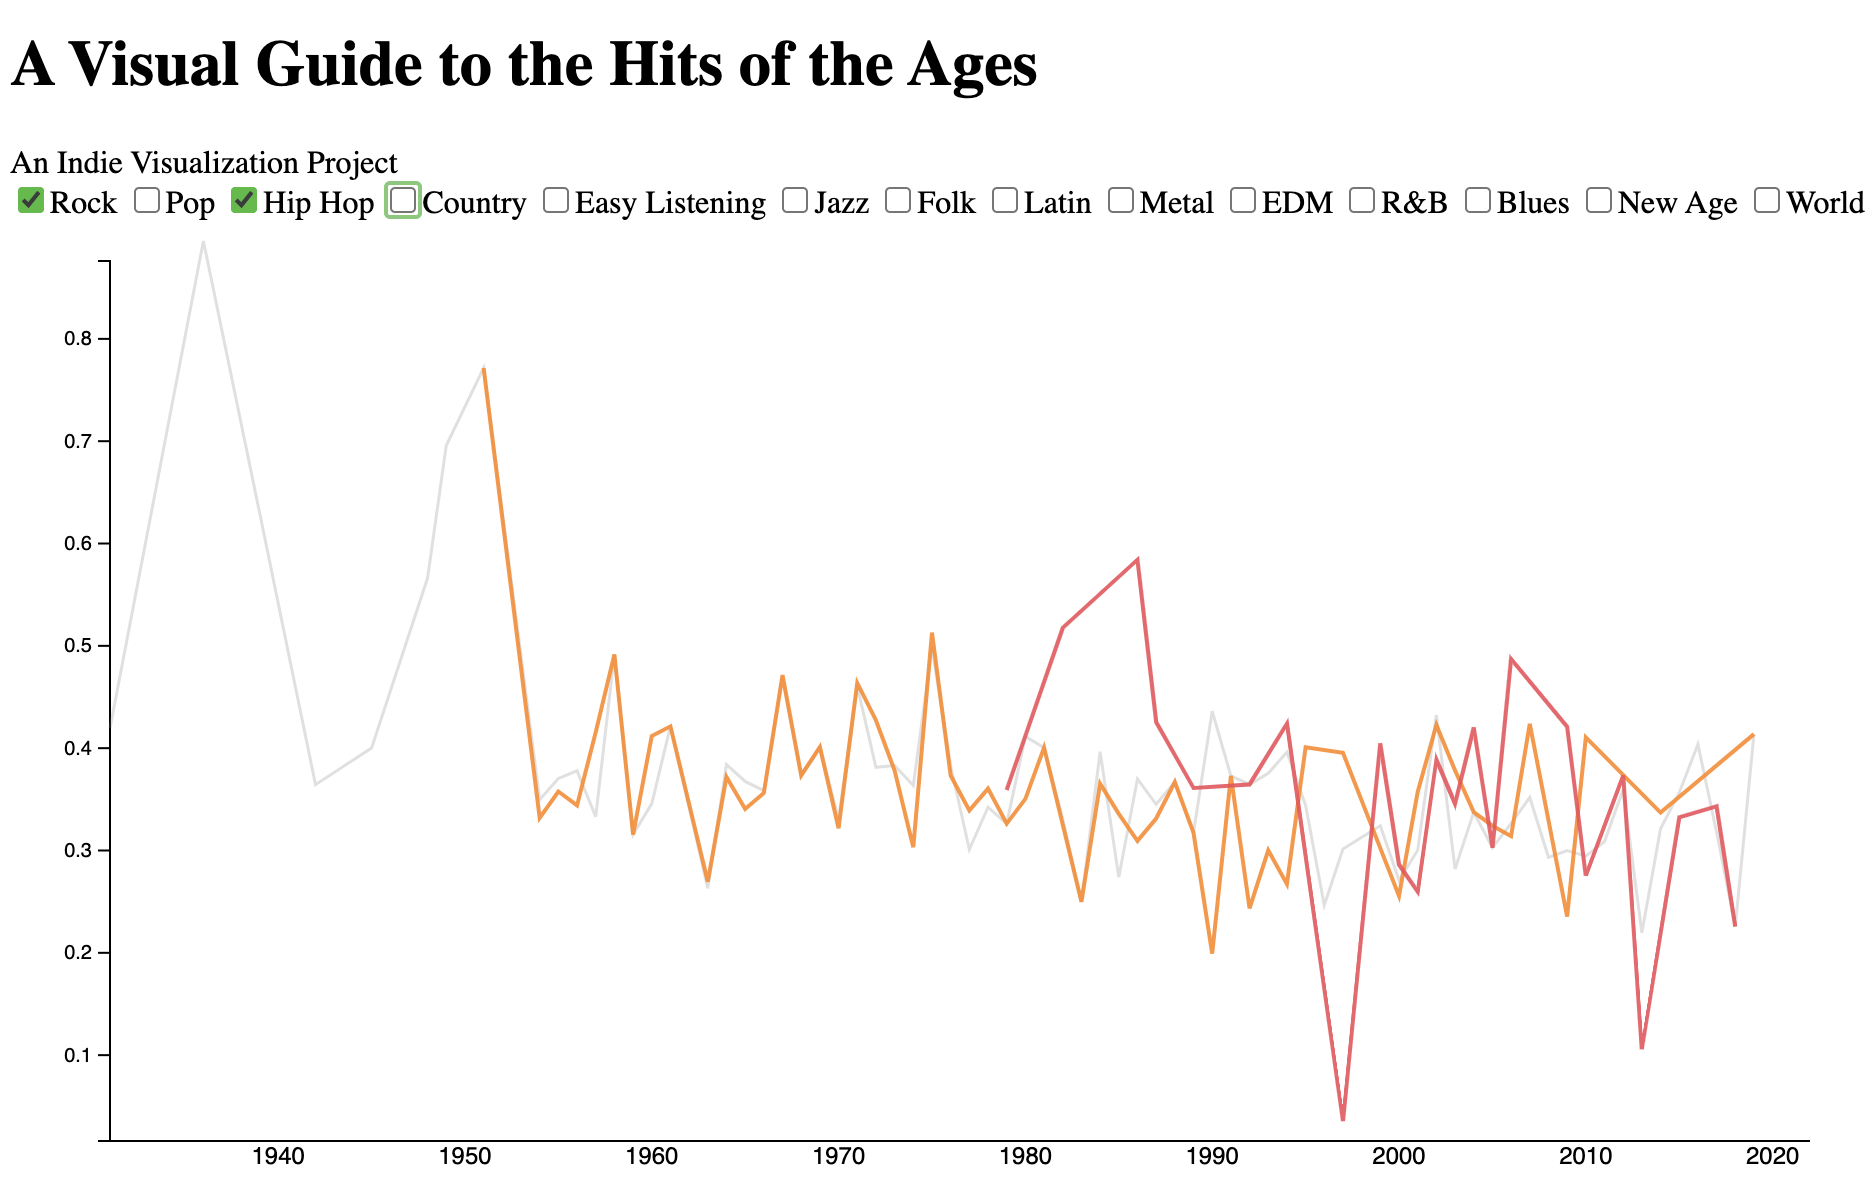 A Visual Guide to the Hits of the Ages
An Indie Visualization Project
Rock Pop Hip Hop Country Easy Listening Jazz Folk Latin Metal EDM R&B Blues New Age World
0.8
0.7
0.6
0.5
0.4
0.3
0.2
0.1
1940 1950 1960 1970 1980 1990 2000 2010 2020